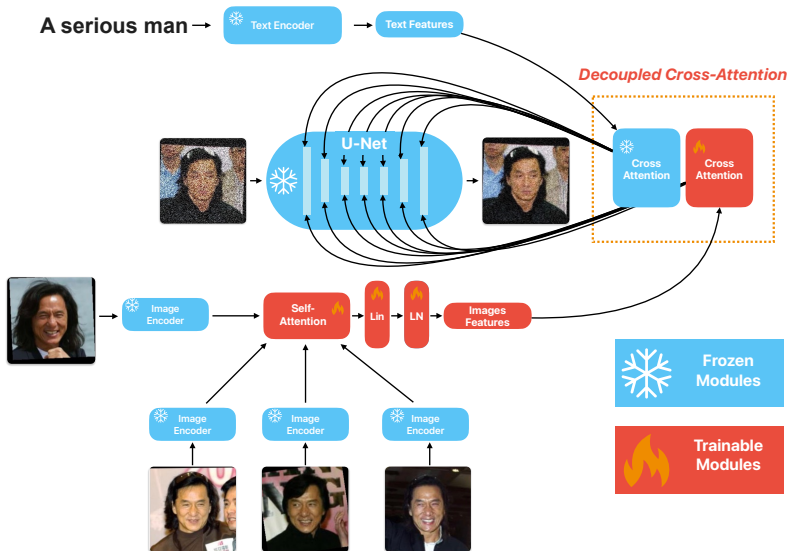 A serious man
Text Encoder
Text Features
Decoupled Cross-Attention
U-Net
Cross
Attention
Cross
Attention
Image
Encoder
Self-
Attention
Lin
LN
Images
Features
Image
Encoder
Image
Encoder
Image
Encoder
Frozen
Modules
Trainable
Modules